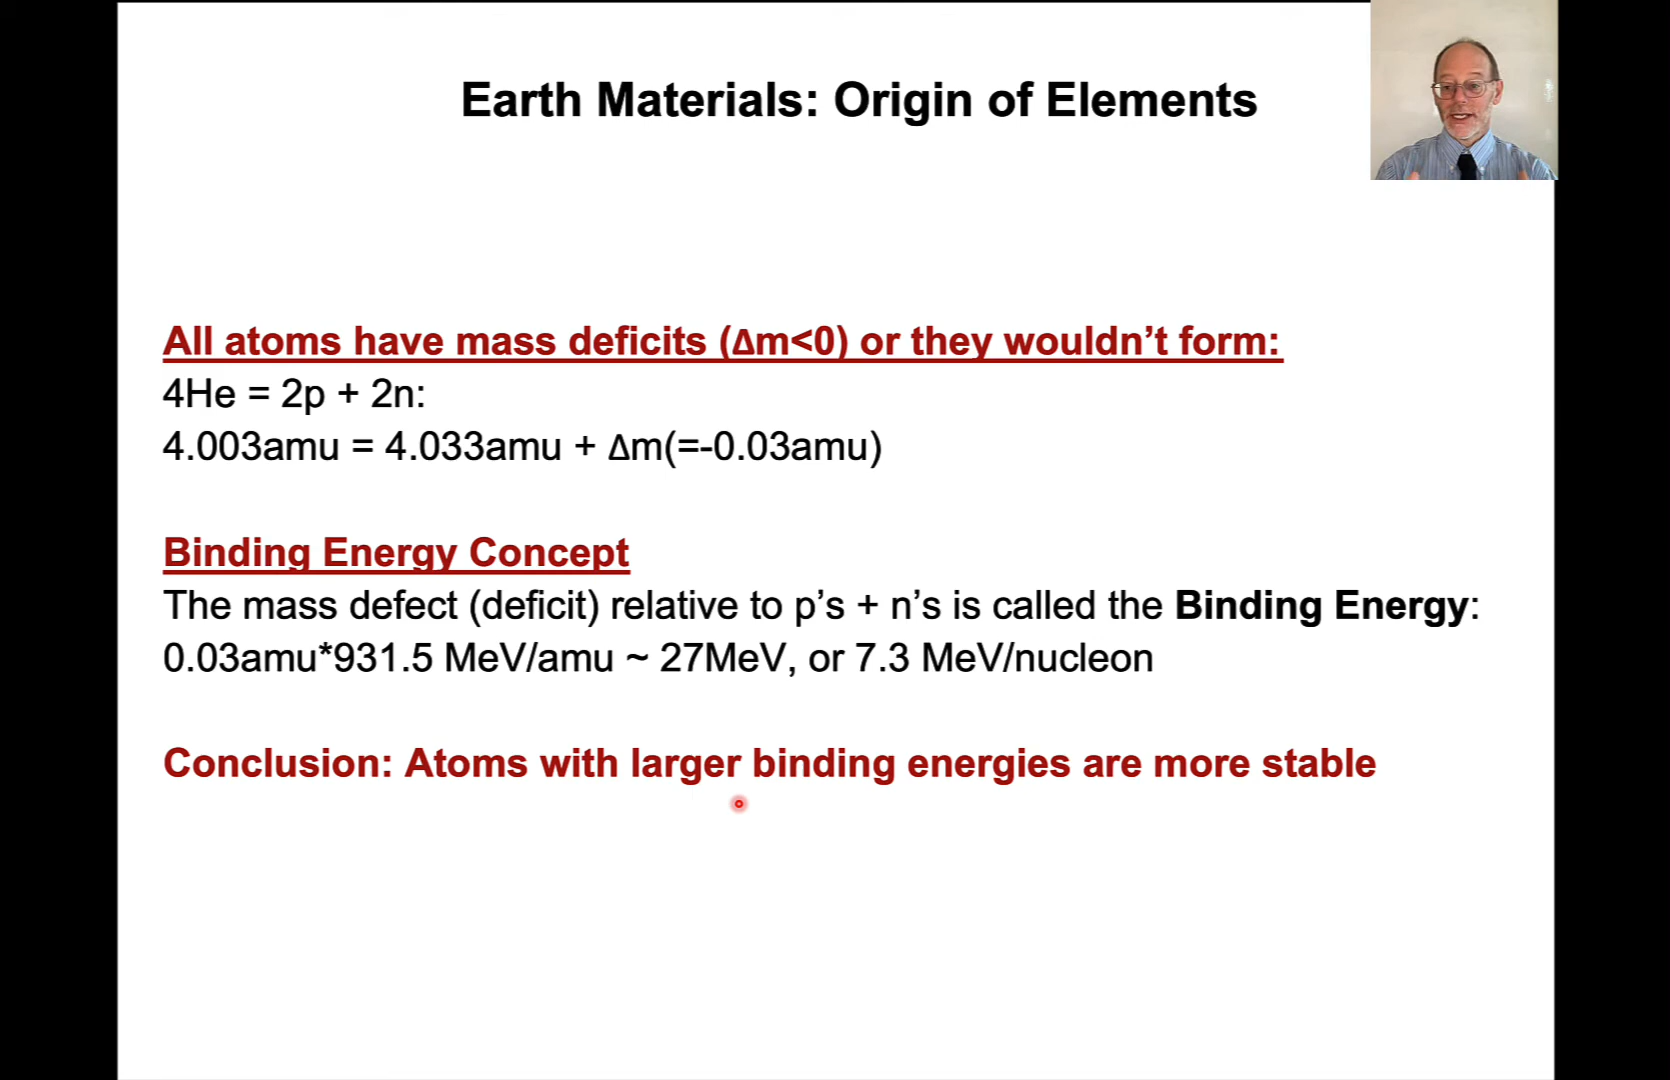 Earth Materials: Origin of Elements
All atoms have mass deficits (Δm<0) or they wouldn’t form:
4He = 2p + 2n:
4.003amu = 4.033amu + Δm(=-0.03amu)
Binding Energy Concept
The mass defect (deficit) relative to p’s + n’s is called the Binding Energy:
0.03amu*931.5 MeV/amu ~ 27MeV, or 7.3 MeV/nucleon
Conclusion: Atoms with larger binding energies are more stable